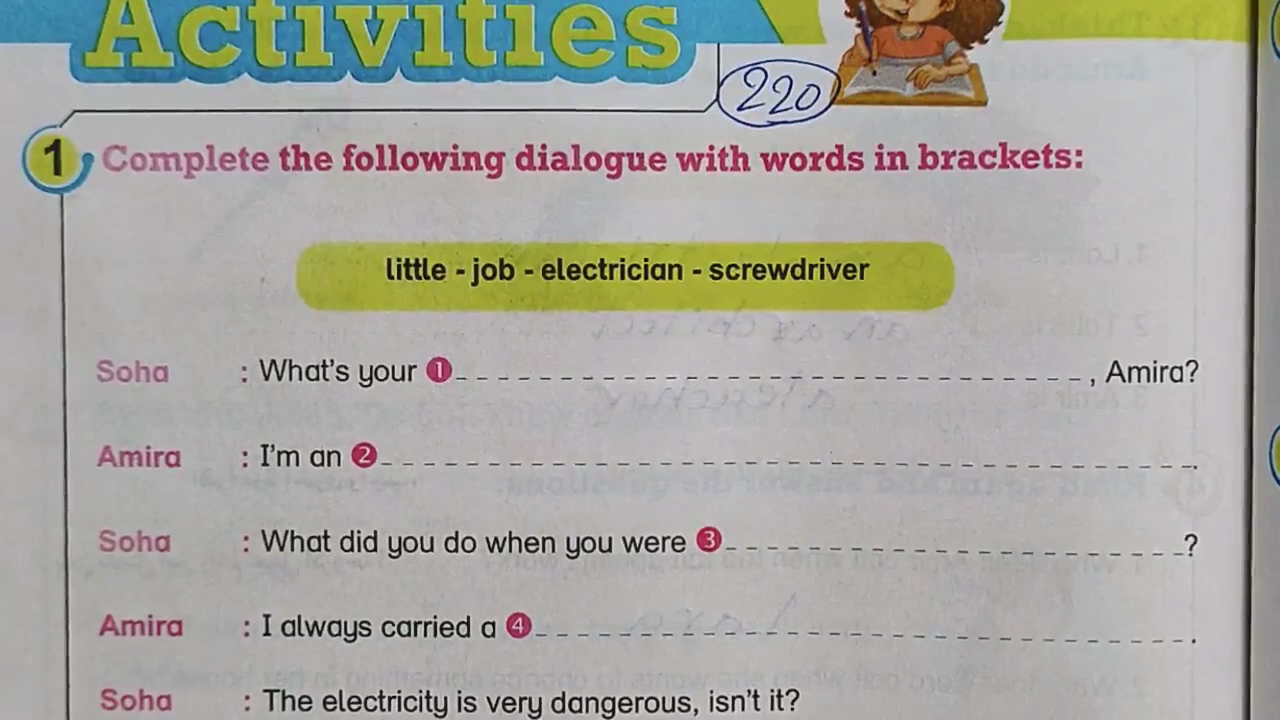 Activities
220
1 Complete the following dialogue with words in brackets:
little - job - electrician - screwdriver
Soha : What's your 1 ------------------------------, Amira?
Amira : I'm an 2 ------------------------------.
Soha : What did you do when you were 3 --------------------?
Amira : I always carried a 4 ------------------------------.
Soha : The electricity is very dangerous, isn't it?